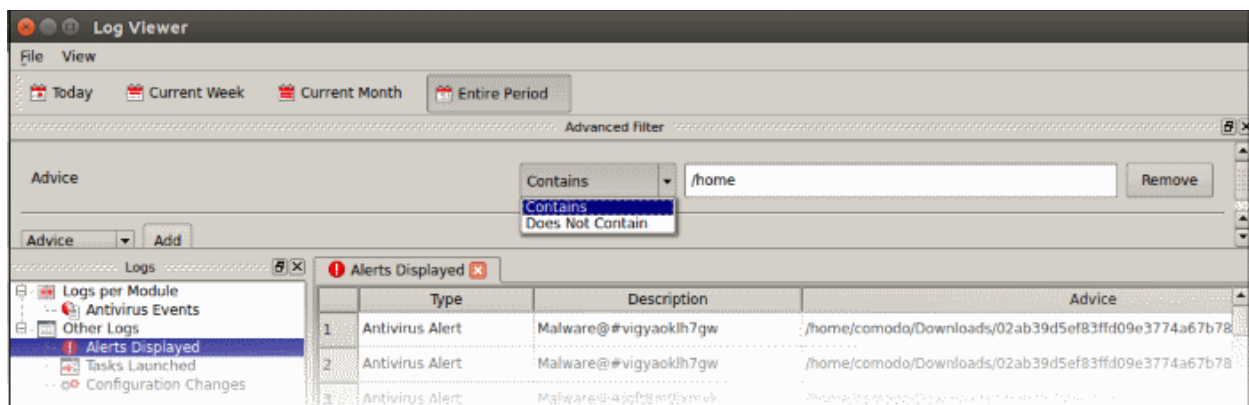 Log Viewer
File View
Today Current Week Current Month Entire Period
Advanced Filter
Advice Contains /home Remove
Contains
Does Not Contain
Advice Add
Logs
Logs per Module
Antivirus Events
Other Logs
Alerts Displayed
Tasks Launched
Configuration Changes
Alerts Displayed
Type Description Advice
1 Antivirus Alert Malware@#vigyaoklh7gw /home/comodo/Downloads/02ab39d5ef83ffd09e3774a67b78
2 Antivirus Alert Malware@#vigyaoklh7gw /home/comodo/Downloads/02ab39d5ef83ffd09e3774a67b78
3 Antivirus Alert